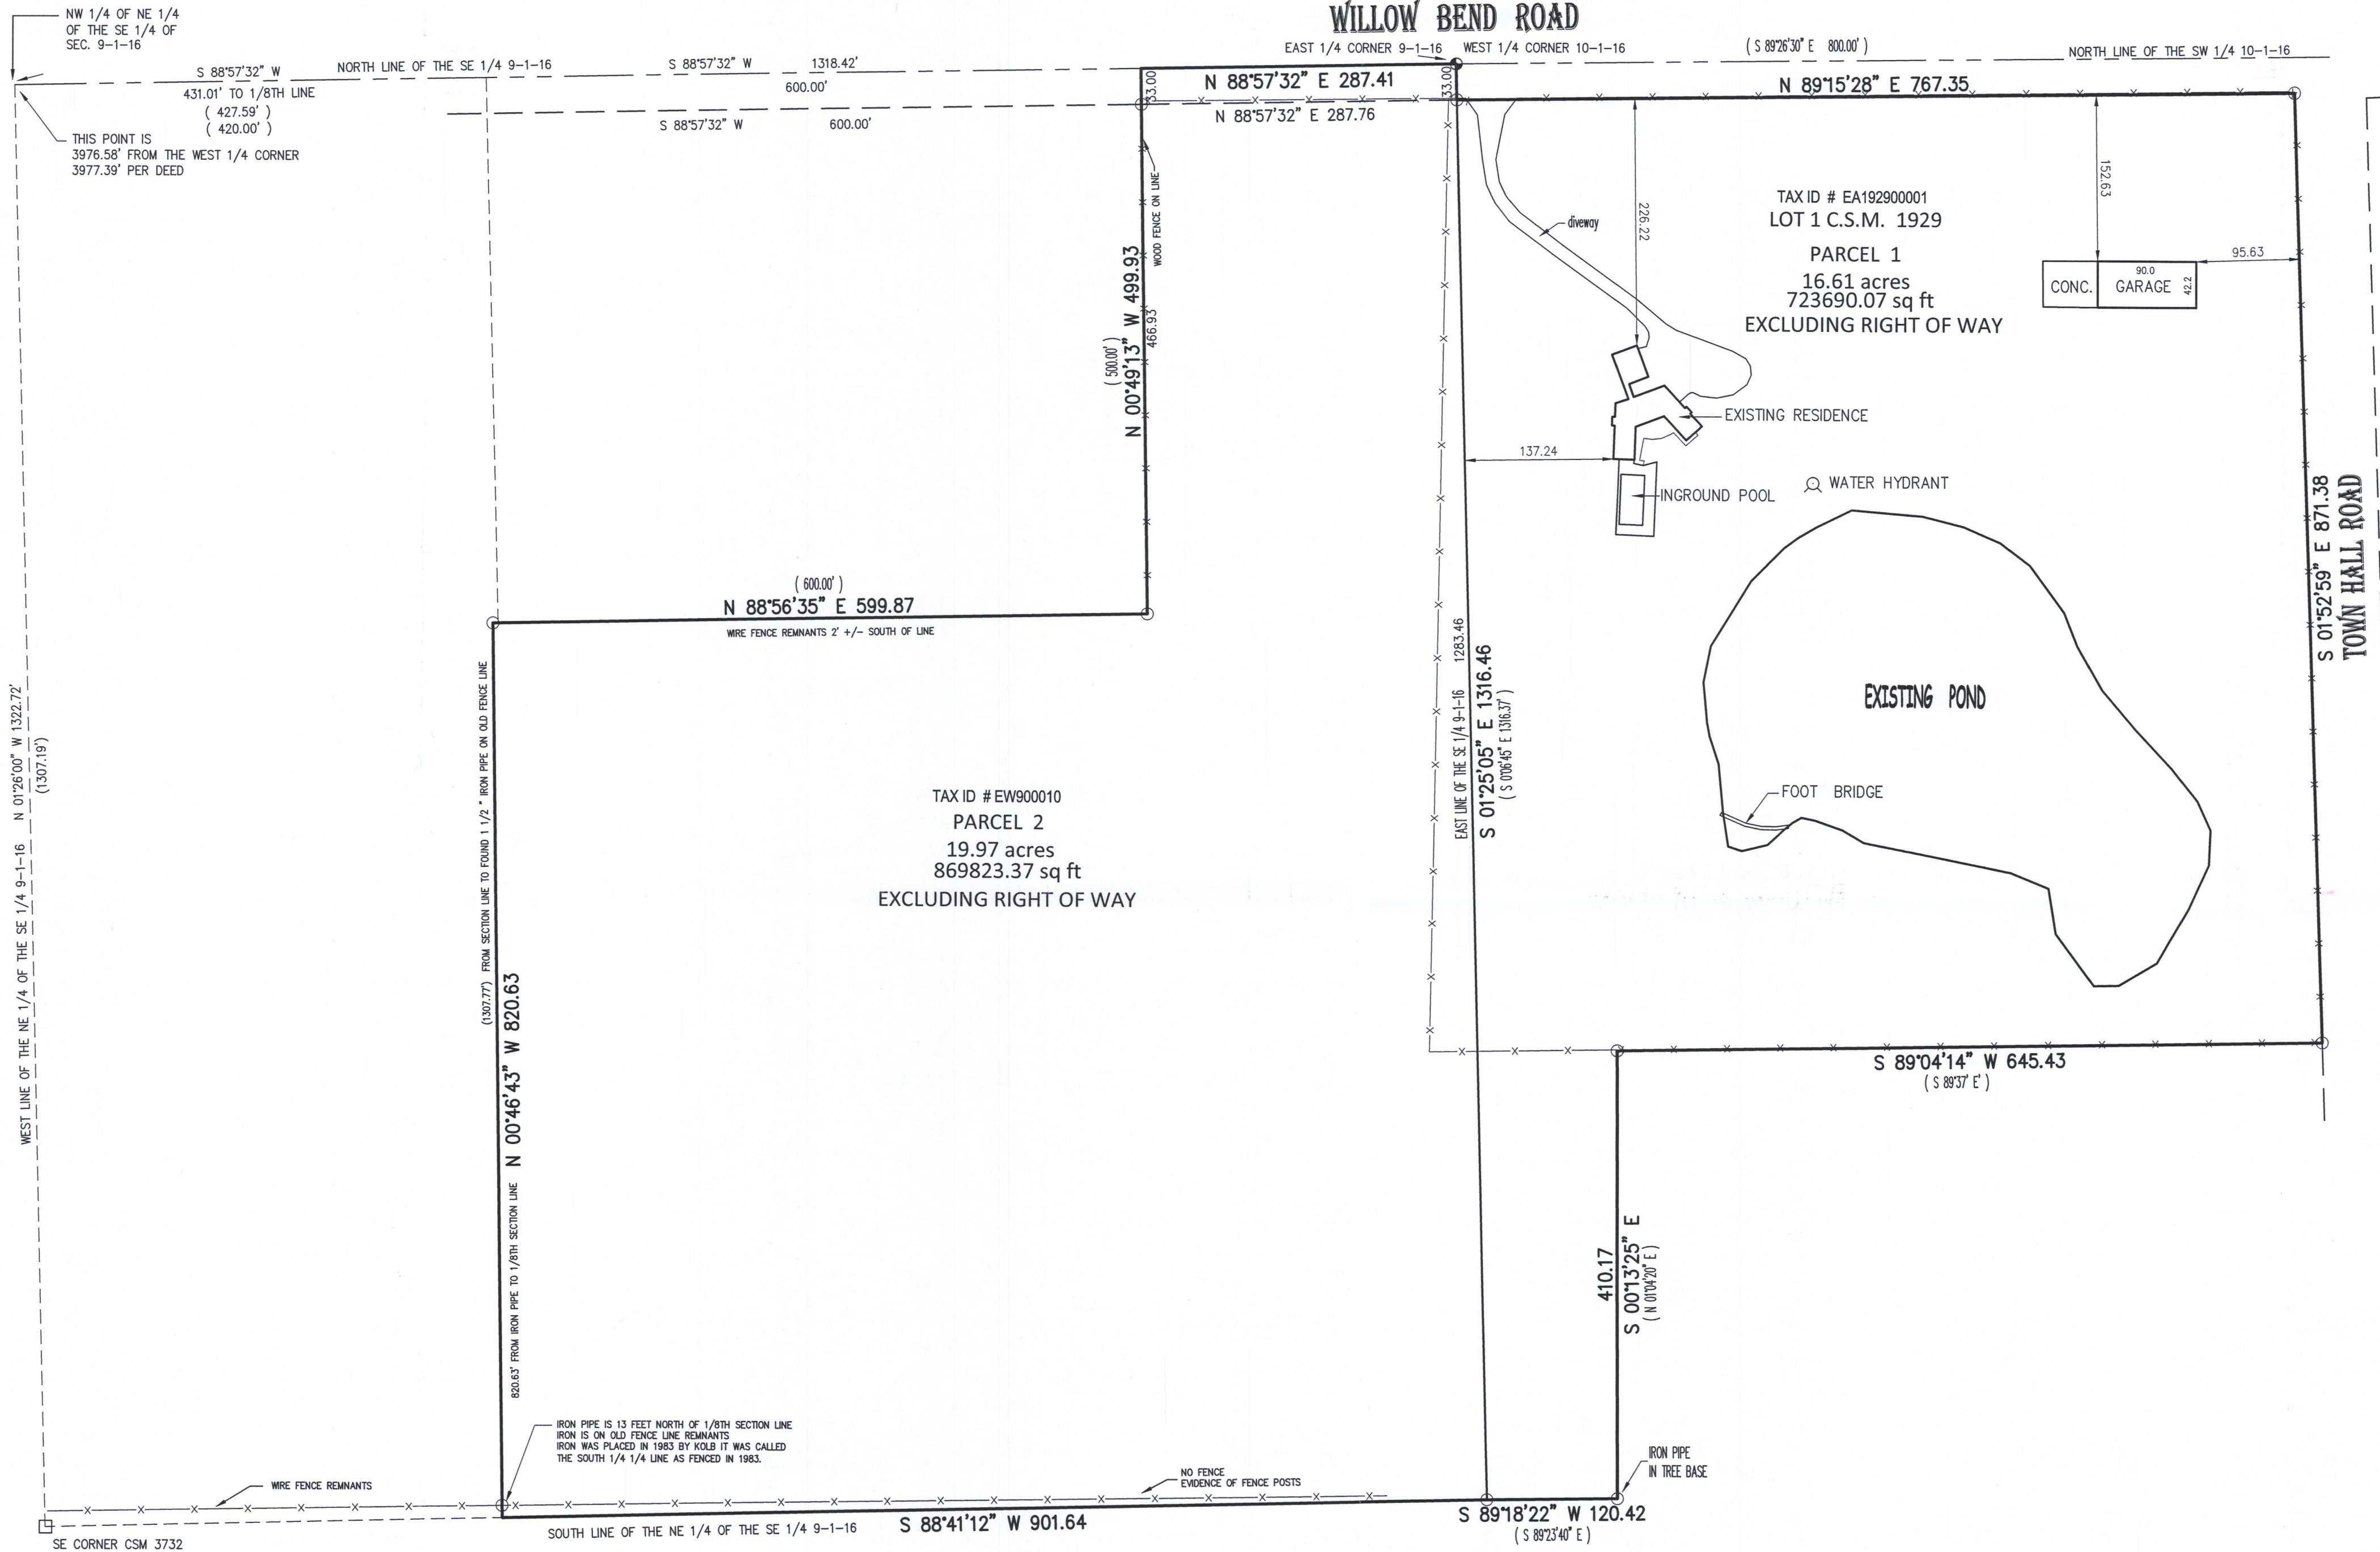 WILLOW BEND ROAD
NW 1/4 OF NE 1/4
OF THE SE 1/4 OF
SEC. 9-1-16
EAST 1/4 CORNER 9-1-16
WEST 1/4 CORNER 10-1-16
( S 89°26'30" E 800.00' )
NORTH LINE OF THE SW 1/4 10-1-16
S 88°57'32" W
NORTH LINE OF THE SE 1/4 9-1-16
S 88°57'32" W 1318.42'
431.01' TO 1/8TH LINE
( 427.59' )
( 420.00' )
600.00'
S 88°57'32" W 600.00'
33.00
N 88°57'32" E 287.41
33.00
N 88°57'32" E 287.76
N 89°15'28" E 767.35
THIS POINT IS
3976.58' FROM THE WEST 1/4 CORNER
3977.39' PER DEED
WOOD FENCE ON LINE
N 00°49'13" W 499.93
466.93
( 500.00' )
diveway
226.22
TAX ID # EA192900001
LOT 1 C.S.M. 1929
PARCEL 1
16.61 acres
723690.07 sq ft
EXCLUDING RIGHT OF WAY
152.63
95.63
CONC.
90.0
GARAGE
42.2
EXISTING RESIDENCE
137.24
INGROUND POOL
WATER HYDRANT
S 01°52'59" E 871.38
TOWN HALL ROAD
( 600.00' )
N 88°56'35" E 599.87
WIRE FENCE REMNANTS 2' +/- SOUTH OF LINE
EXISTING POND
FOOT BRIDGE
EAST LINE OF THE SE 1/4 9-1-16 1283.46
S 01°25'05" E 1316.46
( S 0°06'45" E 1316.37' )
WEST LINE OF THE NE 1/4 OF THE SE 1/4 9-1-16 N 01°26'00" W 1322.72'
(1307.19')
(1307.77') FROM SECTION LINE TO FOUND 1 1/2 " IRON PIPE ON OLD FENCE LINE
TAX ID # EW900010
PARCEL 2
19.97 acres
869823.37 sq ft
EXCLUDING RIGHT OF WAY
820.63' FROM IRON PIPE TO 1/8TH SECTION LINE N 00°46'43" W 820.63
S 89°04'14" W 645.43
( S 89°37' E )
410.17
S 00°13'25" E
( N 01°04'20" E )
IRON PIPE IS 13 FEET NORTH OF 1/8TH SECTION LINE
IRON IS ON OLD FENCE LINE REMNANTS
IRON WAS PLACED IN 1983 BY KOLB IT WAS CALLED
THE SOUTH 1/4 1/4 LINE AS FENCED IN 1983.
IRON PIPE
IN TREE BASE
WIRE FENCE REMNANTS
NO FENCE
EVIDENCE OF FENCE POSTS
SE CORNER CSM 3732
SOUTH LINE OF THE NE 1/4 OF THE SE 1/4 9-1-16
S 88°41'12" W 901.64
S 89°18'22" W 120.42
( S 89°23'40" E )